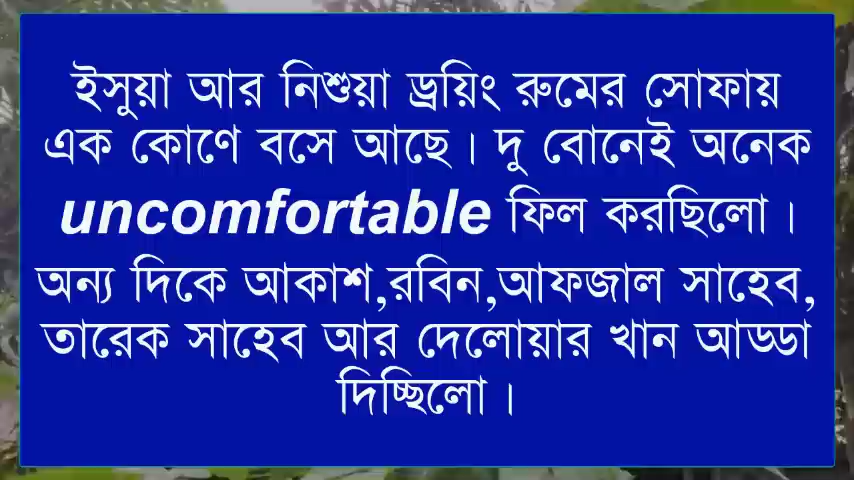 ইসুয়া আর নিশুয়া ড্রয়িং রুমের সোফায়
এক কোণে বসে আছে। দু বোনেই অনেক
uncomfortable ফিল করছিলো।
অন্য দিকে আকাশ,রবিন,আফজাল সাহেব,
তারেক সাহেব আর দেলোয়ার খান আড্ডা
দিচ্ছিলো।